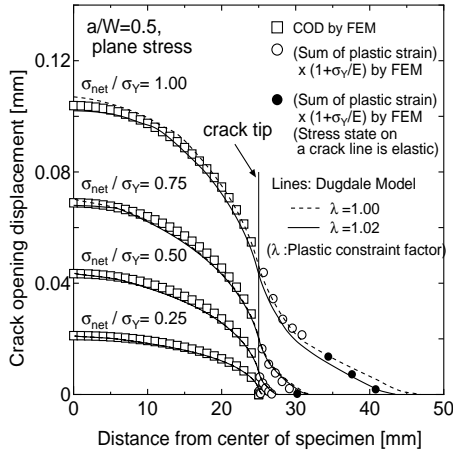 a/W=0.5,
plane stress
COD by FEM
(Sum of plastic strain)
x (1+σY/E) by FEM
(Sum of plastic strain)
x (1+σY/E) by FEM
(Stress state on
a crack line is elastic)
crack tip
Lines: Dugdale Model
λ =1.00
λ =1.02
(λ :Plastic constraint factor)
σnet / σY= 1.00
σnet / σY= 0.75
σnet / σY= 0.50
σnet / σY= 0.25
Crack opening displacement [mm]
0.12
0.08
0.04
0
0 10 20 30 40 50
Distance from center of specimen [mm]